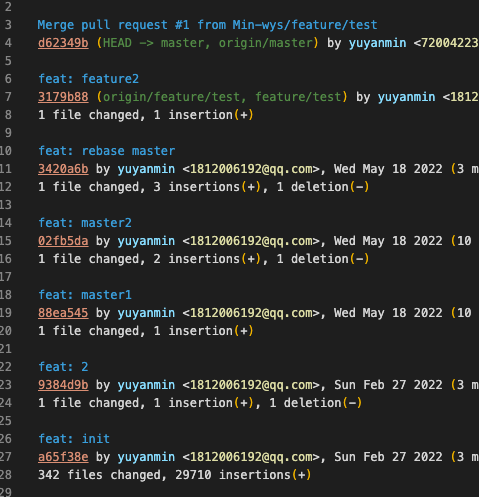 2
3 Merge pull request #1 from Min-wys/feature/test
4 d62349b (HEAD -> master, origin/master) by yuyanmin <72004223
5
6 feat: feature2
7 3179b88 (origin/feature/test, feature/test) by yuyanmin <1812
8 1 file changed, 1 insertion(+)
9
10 feat: rebase master
11 3420a6b by yuyanmin <1812006192@qq.com>, Wed May 18 2022 (3 m
12 1 file changed, 3 insertions(+), 1 deletion(-)
13
14 feat: master2
15 02fb5da by yuyanmin <1812006192@qq.com>, Wed May 18 2022 (10
16 1 file changed, 2 insertions(+), 1 deletion(-)
17
18 feat: master1
19 88ea545 by yuyanmin <1812006192@qq.com>, Wed May 18 2022 (10
20 1 file changed, 1 insertion(+)
21
22 feat: 2
23 9384d9b by yuyanmin <1812006192@qq.com>, Sun Feb 27 2022 (3 m
24 1 file changed, 1 insertion(+), 1 deletion(-)
25
26 feat: init
27 a65f38e by yuyanmin <1812006192@qq.com>, Sun Feb 27 2022 (3 m
28 342 files changed, 29710 insertions(+)
29